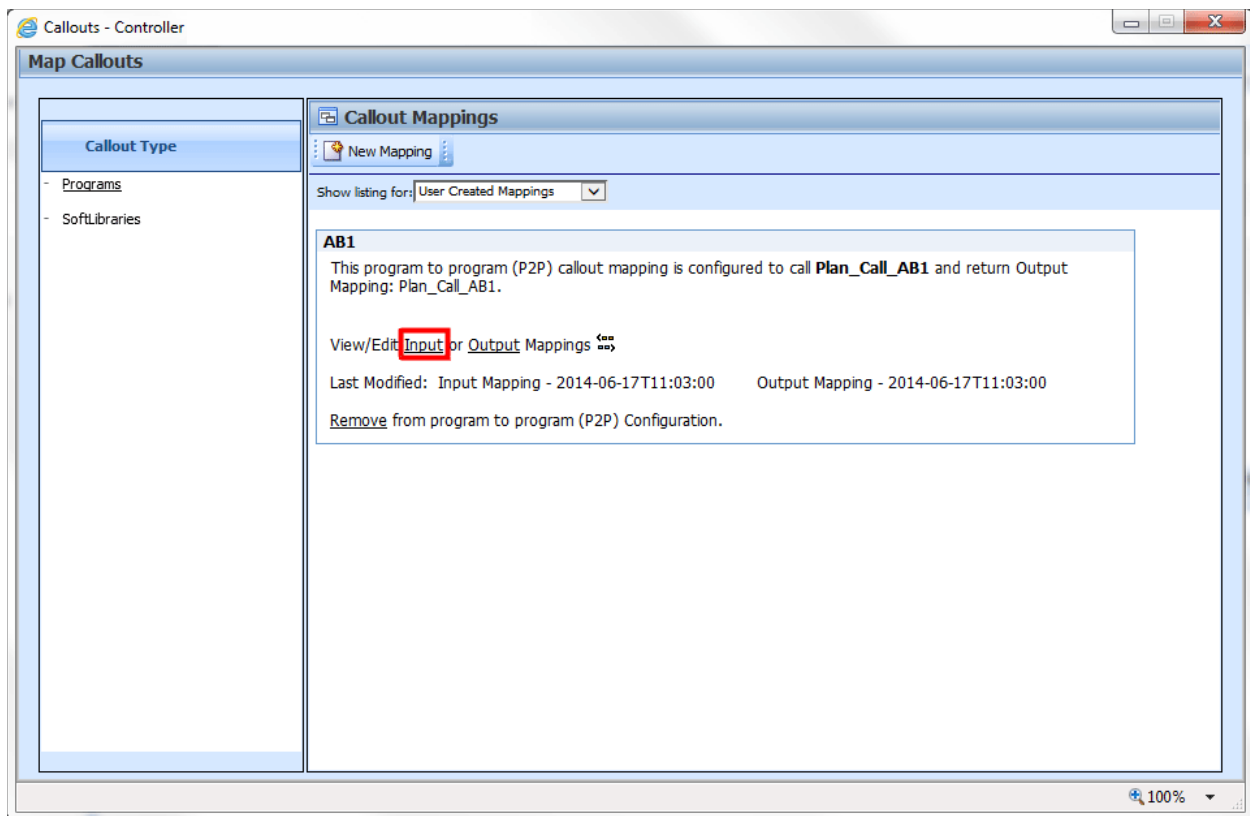 Callouts - Controller
Map Callouts
Callout Type
- Programs
- SoftLibraries
Callout Mappings
New Mapping
Show listing for: User Created Mappings
AB1
This program to program (P2P) callout mapping is configured to call Plan_Call_AB1 and return Output
Mapping: Plan_Call_AB1.
View/Edit Input or Output Mappings
Last Modified: Input Mapping - 2014-06-17T11:03:00 Output Mapping - 2014-06-17T11:03:00
Remove from program to program (P2P) Configuration.
100%